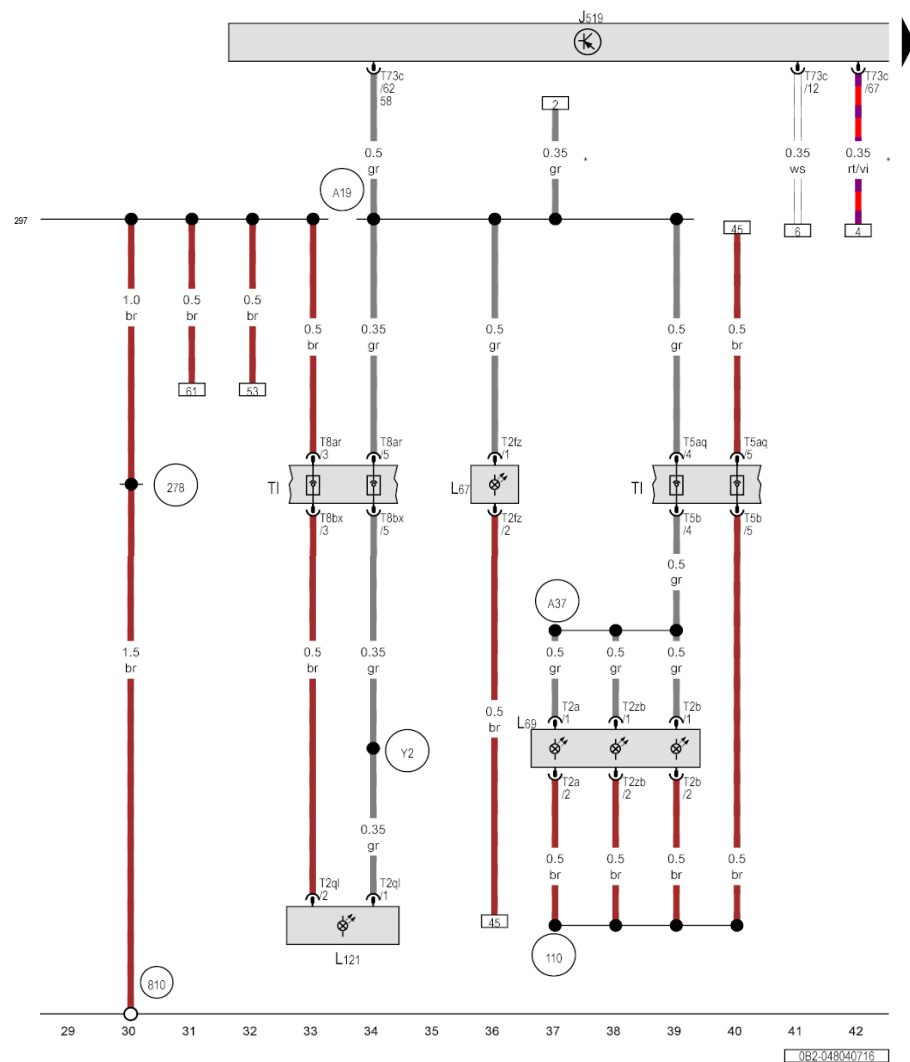 J519
T73c
/62
58
T73c
/12
T73c
/67
2
0.5
gr
0.35
gr
*
0.35
ws
0.35
rt/vi
*
A19
297
45
6
4
1.0
br
0.5
br
0.5
br
0.5
br
0.35
gr
0.5
gr
0.5
gr
0.5
br
61
53
T8ar
/3
T8ar
/5
T2fz
/1
T5aq
/4
T5aq
/5
278
TI
L67
TI
T8bx
/3
T8bx
/5
T2fz
/2
T5b
/4
T5b
/5
0.5
gr
A37
1.5
br
0.5
br
0.35
gr
0.5
gr
0.5
gr
0.5
gr
0.5
br
L69
T2a
/1
T2zb
/1
T2b
/1
Y2
T2a
/2
T2zb
/2
T2b
/2
0.35
gr
0.5
br
0.5
br
0.5
br
0.5
br
T2ql
/2
T2ql
/1
45
L121
110
810
29 30 31 32 33 34 35 36 37 38 39 40 41 42
0B2-048040716